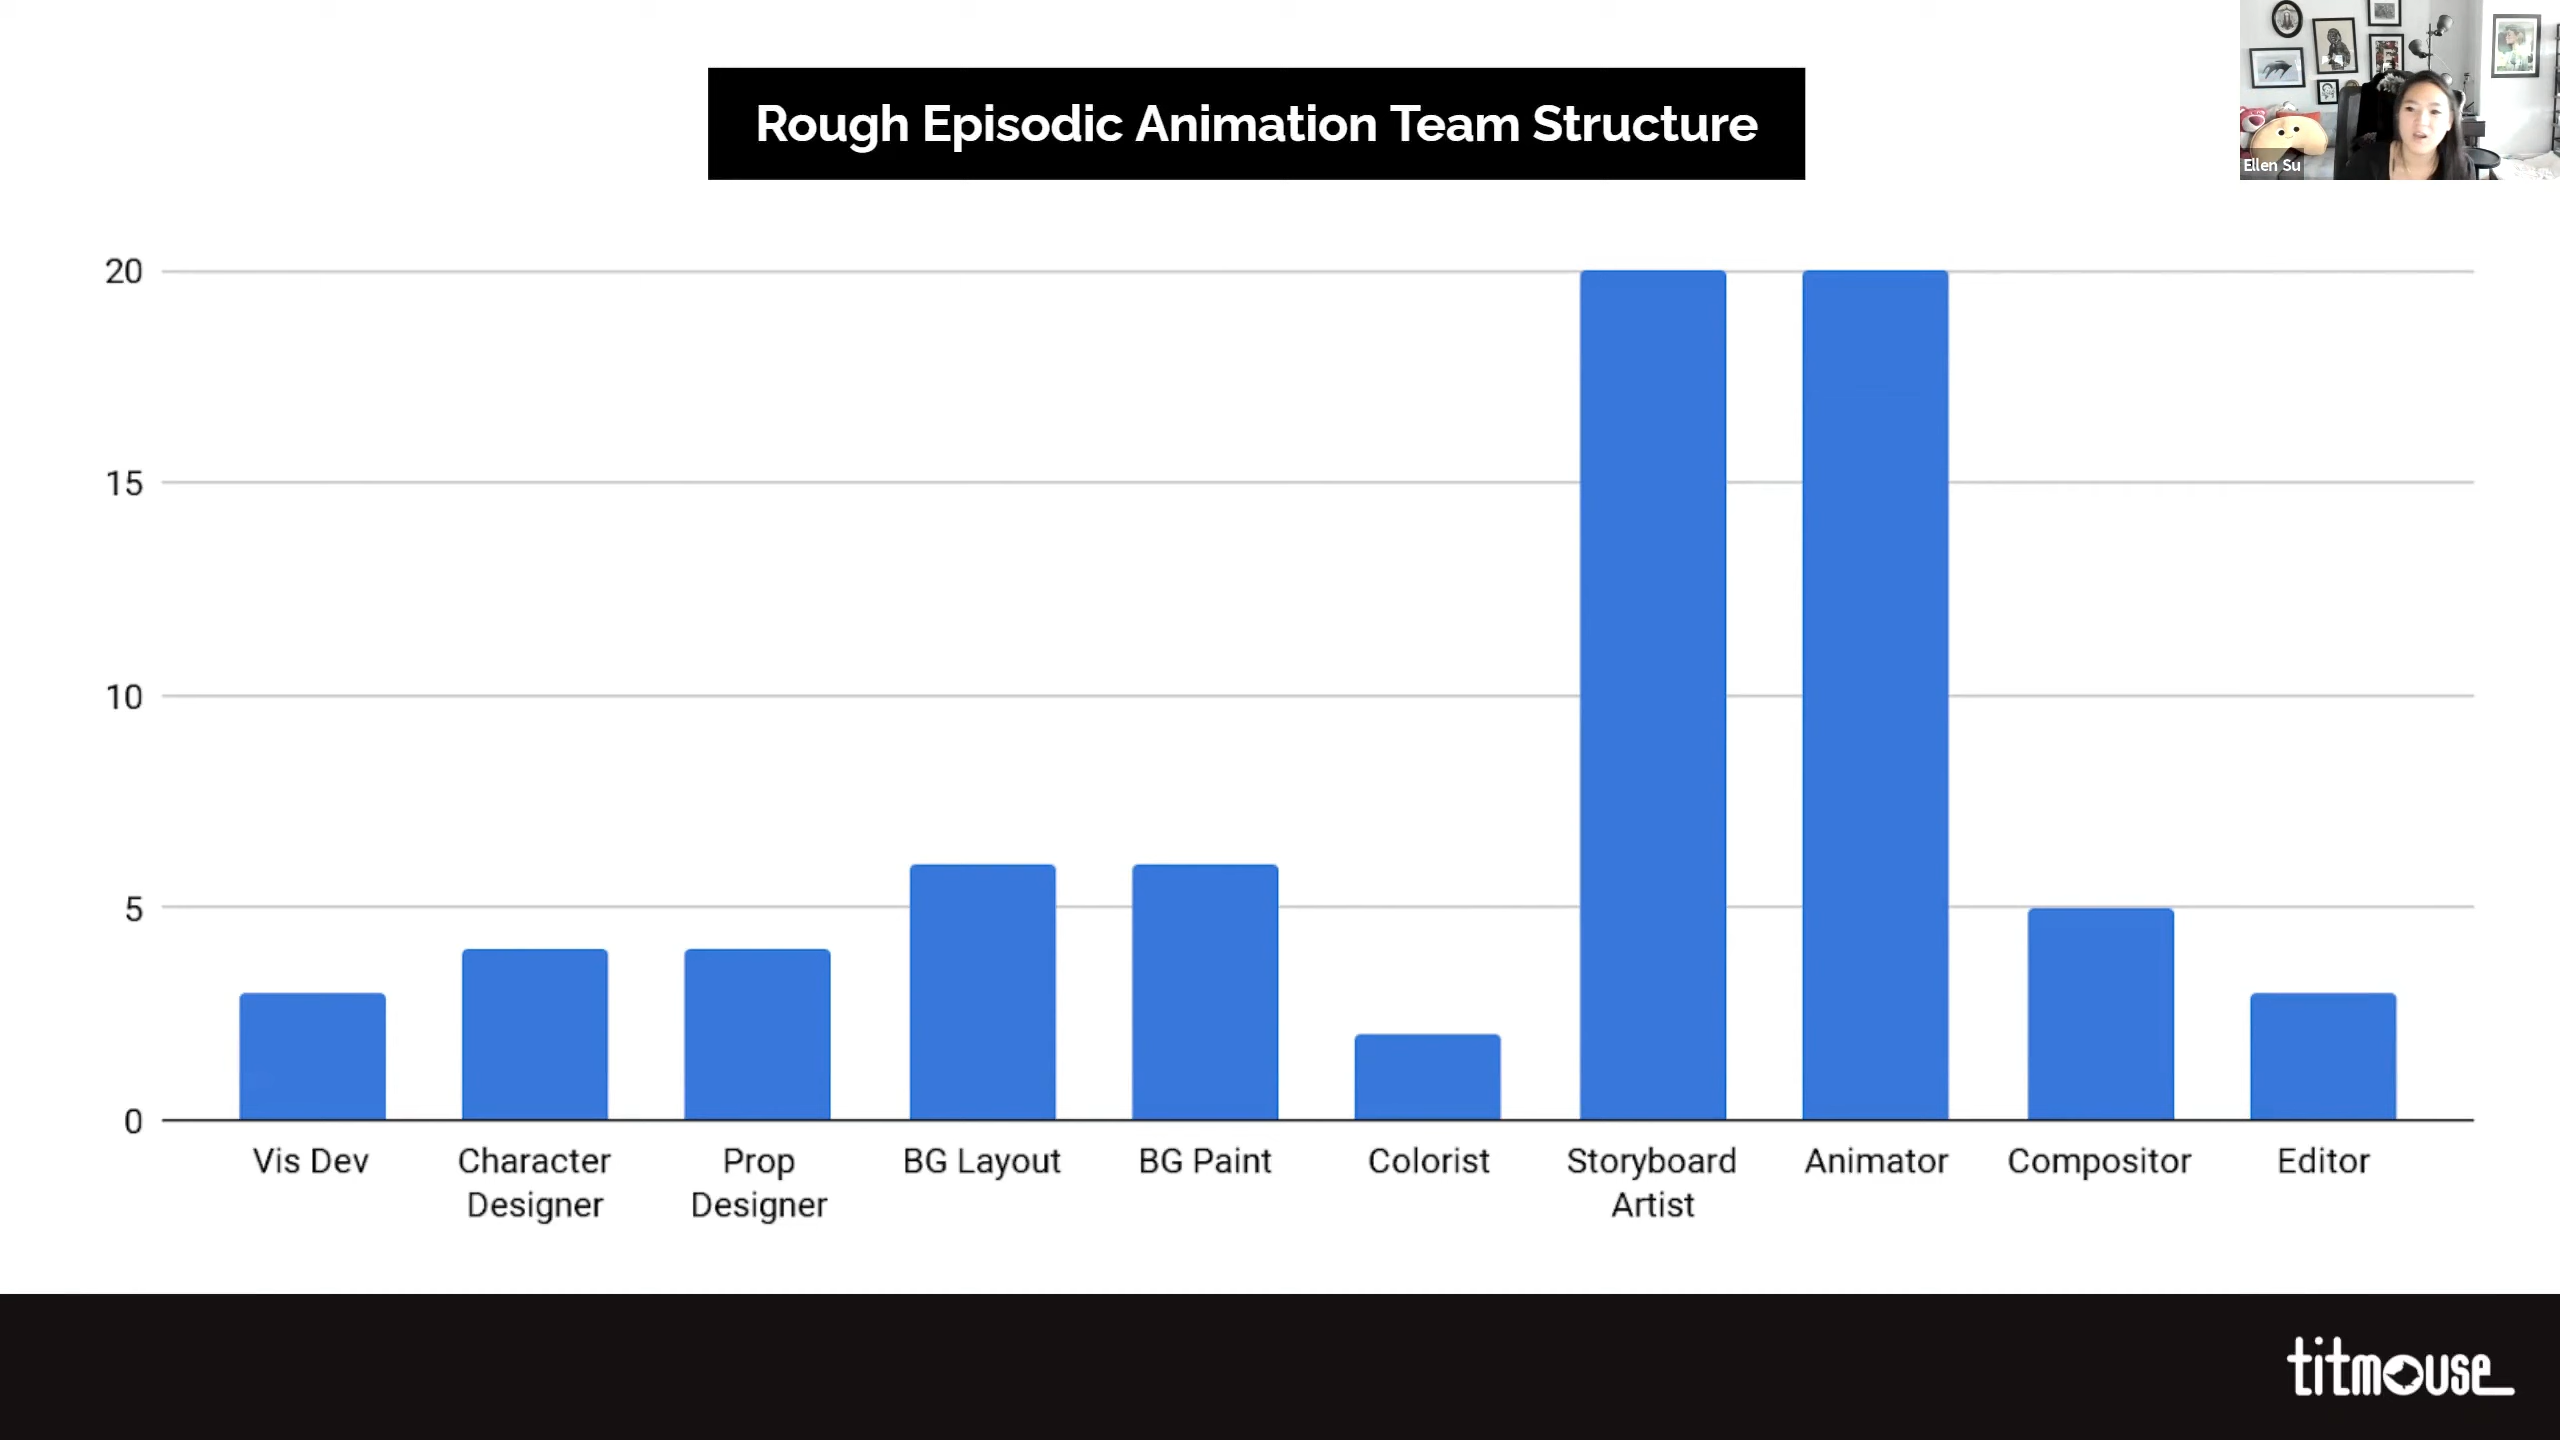 Rough Episodic Animation Team Structure
Ellen Su
20
15
10
5
0
Vis Dev
Character
Designer
Prop
Designer
BG Layout
BG Paint
Colorist
Storyboard
Artist
Animator
Compositor
Editor
titmouse